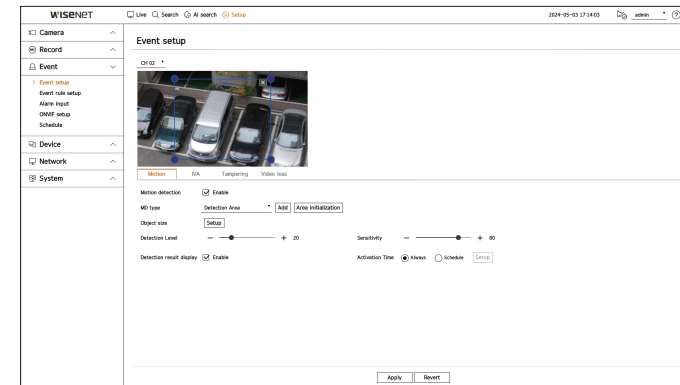 WISENET
Live Search AI search Setup 2024-05-03 17:14:03 admin ?
Camera
Record
Event
> Event setup
Event rule setup
Alarm input
ONVIF setup
Schedule
Device
Network
System
Event setup
CH 02
Motion IVA Tampering Video loss
Motion detection Enable
MD type Detection Area Add Area initialization
Object size Setup
Detection Level − + 20 Sensitivity − + 80
Detection result display Enable Activation Time Always Schedule Setup
Apply Revert